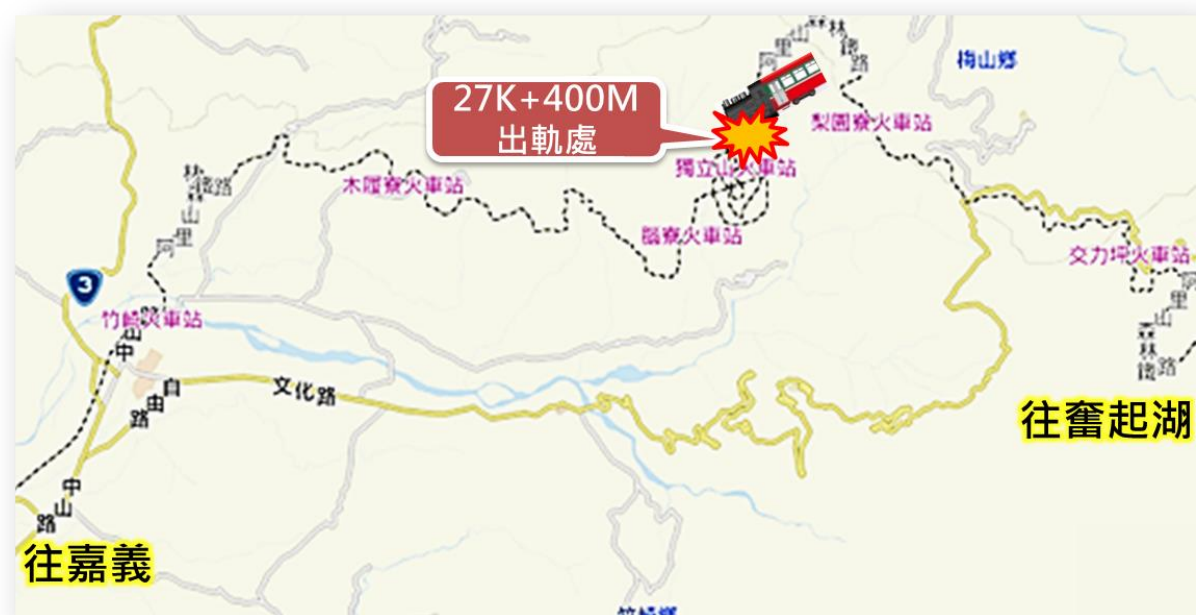 27K+400M
出軌處
阿里山森林鐵路
梅山鄉
梨園寮火車站
獨立山火車站
木履寮火車站
阿里山林鐵路
腦寮火車站
交力坪火車站
3
竹崎火車站
阿里山森林鐵路
中山路
自由路
文化路
往奮起湖
中山路
往嘉義
竹崎鄉